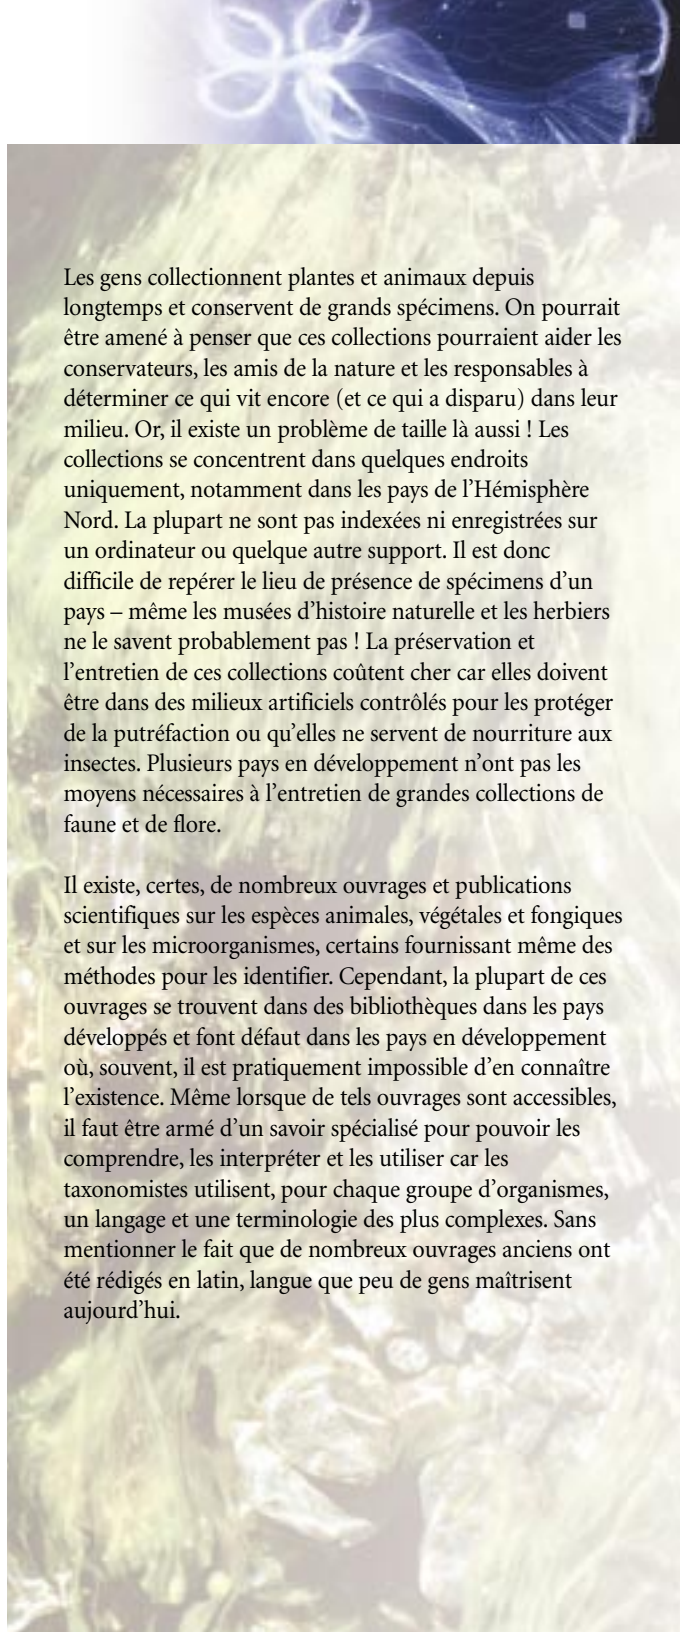 Les gens collectionnent plantes et animaux depuis
longtemps et conservent de grands spécimens. On pourrait
être amené à penser que ces collections pourraient aider les
conservateurs, les amis de la nature et les responsables à
déterminer ce qui vit encore (et ce qui a disparu) dans leur
milieu. Or, il existe un problème de taille là aussi ! Les
collections se concentrent dans quelques endroits
uniquement, notamment dans les pays de l’Hémisphère
Nord. La plupart ne sont pas indexées ni enregistrées sur
un ordinateur ou quelque autre support. Il est donc
difficile de repérer le lieu de présence de spécimens d’un
pays – même les musées d’histoire naturelle et les herbiers
ne le savent probablement pas ! La préservation et
l’entretien de ces collections coûtent cher car elles doivent
être dans des milieux artificiels contrôlés pour les protéger
de la putréfaction ou qu’elles ne servent de nourriture aux
insectes. Plusieurs pays en développement n’ont pas les
moyens nécessaires à l’entretien de grandes collections de
faune et de flore.
Il existe, certes, de nombreux ouvrages et publications
scientifiques sur les espèces animales, végétales et fongiques
et sur les microorganismes, certains fournissant même des
méthodes pour les identifier. Cependant, la plupart de ces
ouvrages se trouvent dans des bibliothèques dans les pays
développés et font défaut dans les pays en développement
où, souvent, il est pratiquement impossible d’en connaître
l’existence. Même lorsque de tels ouvrages sont accessibles,
il faut être armé d’un savoir spécialisé pour pouvoir les
comprendre, les interpréter et les utiliser car les
taxonomistes utilisent, pour chaque groupe d’organismes,
un langage et une terminologie des plus complexes. Sans
mentionner le fait que de nombreux ouvrages anciens ont
été rédigés en latin, langue que peu de gens maîtrisent
aujourd’hui.